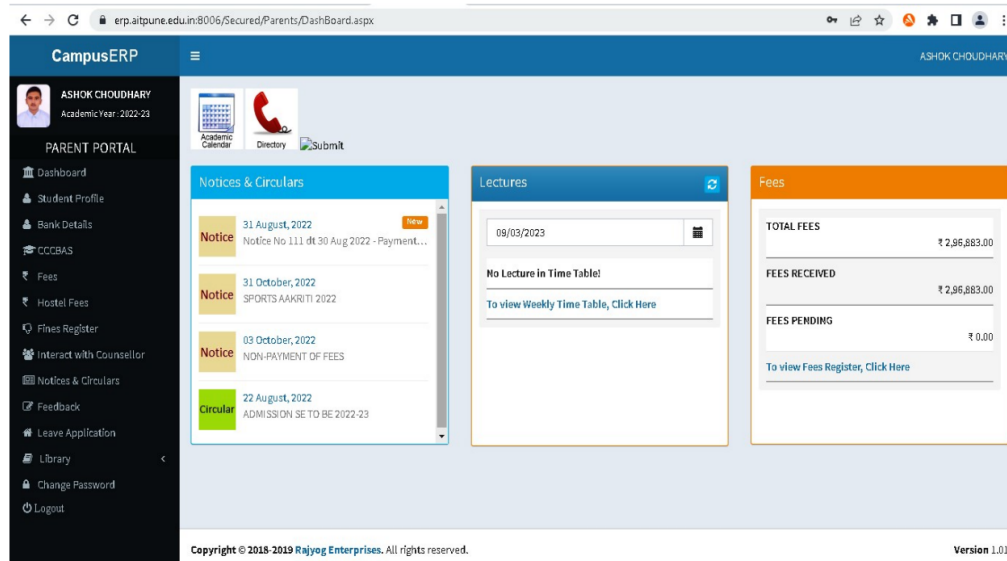 erp.aitpune.edu.in:8006/Secured/Parents/DashBoard.aspx
CampusERP
ASHOK CHOUDHARY
ASHOK CHOUDHARY
Academic Year : 2022-23
PARENT PORTAL
Dashboard
Student Profile
Bank Details
CCCBAS
₹ Fees
₹ Hostel Fees
Fines Register
Interact with Counsellor
Notices & Circulars
Feedback
Leave Application
Library
Change Password
Logout
Academic
Calendar
Directory
Submit
Notices & Circulars
Notice
31 August, 2022
New
Notice No 111 dt 30 Aug 2022 - Payment...
Notice
31 October, 2022
SPORTS AAKRITI 2022
Notice
03 October, 2022
NON-PAYMENT OF FEES
Circular
22 August, 2022
ADMISSION SE TO BE 2022-23
Lectures
09/03/2023
No Lecture in Time Table!
To view Weekly Time Table, Click Here
Fees
TOTAL FEES
₹ 2,96,883.00
FEES RECEIVED
₹ 2,96,883.00
FEES PENDING
₹ 0.00
To view Fees Register, Click Here
Copyright © 2018-2019 Rajyog Enterprises. All rights reserved.
Version 1.01